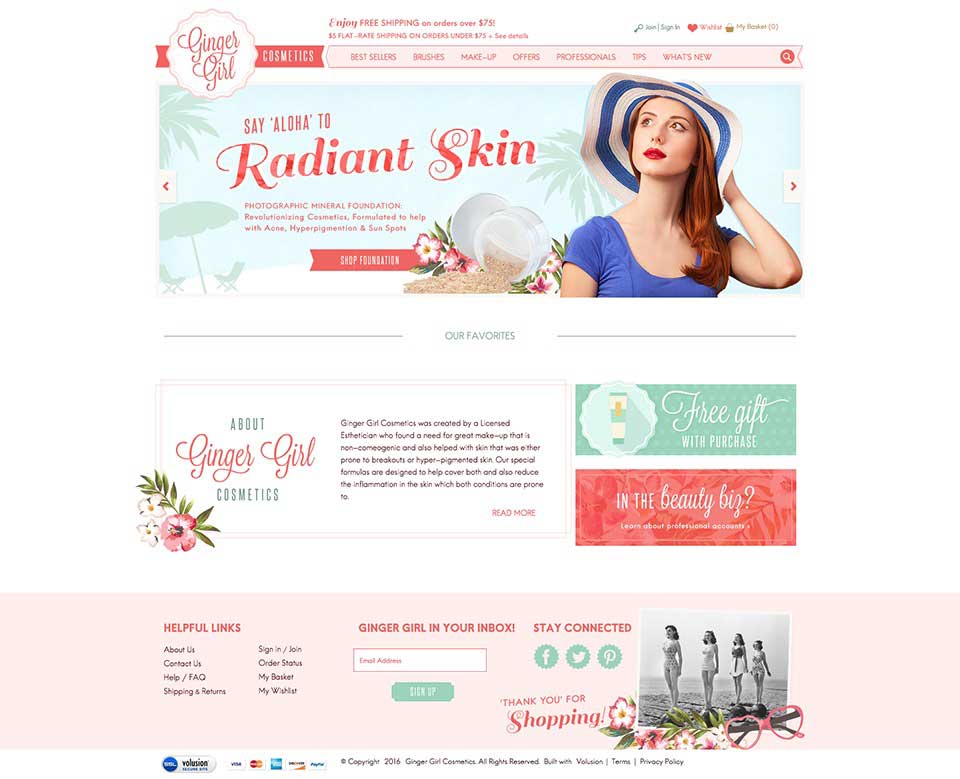 Ginger
Girl
COSMETICS
Enjoy FREE SHIPPING on orders over $75!
$5 FLAT-RATE SHIPPING ON ORDERS UNDER $75 + See details
Join | Sign In
Wishlist
My Basket (0)
BEST SELLERS
BRUSHES
MAKE-UP
OFFERS
PROFESSIONALS
TIPS
WHAT'S NEW
SAY 'ALOHA' TO
Radiant Skin
PHOTOGRAPHIC MINERAL FOUNDATION:
Revolutionizing Cosmetics, Formulated to help
with Acne, Hyperpigmention & Sun Spots
SHOP FOUNDATION
OUR FAVORITES
ABOUT
Ginger Girl
COSMETICS
Ginger Girl Cosmetics was created by a Licensed
Esthetician who found a need for great make-up that is
non-comeogenic and also helped with skin that was either
prone to breakouts or hyper-pigmented skin. Our special
formulas are designed to help cover both and also reduce
the inflammation in the skin which both conditions are prone
to.
READ MORE
Free gift
WITH PURCHASE
IN THE beauty biz?
Learn about professional accounts ›
HELPFUL LINKS
About Us
Contact Us
Help / FAQ
Shipping & Returns
Sign in / Join
Order Status
My Basket
My Wishlist
GINGER GIRL IN YOUR INBOX!
Email Address
SIGN UP
STAY CONNECTED
'THANK YOU' FOR
Shopping!
SSL
volusion
SECURE SITE
VISA
MasterCard
AMEX
DISCOVER
PayPal
© Copyright 2016 Ginger Girl Cosmetics. All Rights Reserved. Built with Volusion | Terms | Privacy Policy